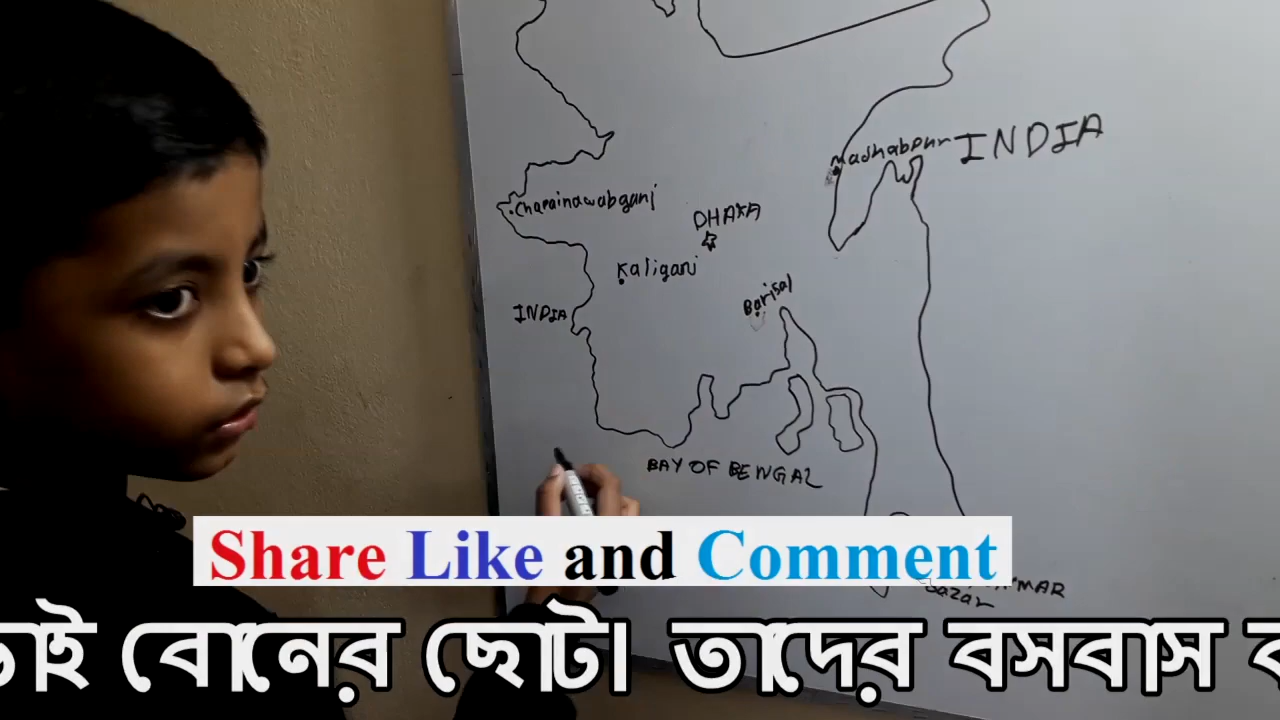 Madhabpur INDIA
Chapainawabganj
DHAKA
Kaliganj
Barisal
INDIA
BAY OF BENGAL
Share Like and Comment
বোনের ছোট। তাদের বসবাস